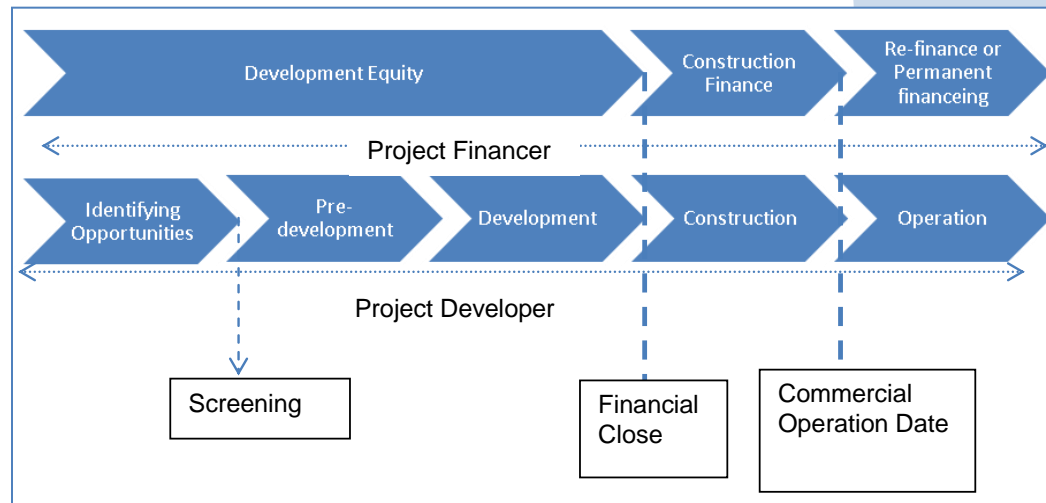 Development Equity
Construction
Finance
Re-finance or
Permanent
financeing
Project Financer
Identifying
Opportunities
Pre-
development
Development
Construction
Operation
Project Developer
Screening
Financial
Close
Commercial
Operation Date